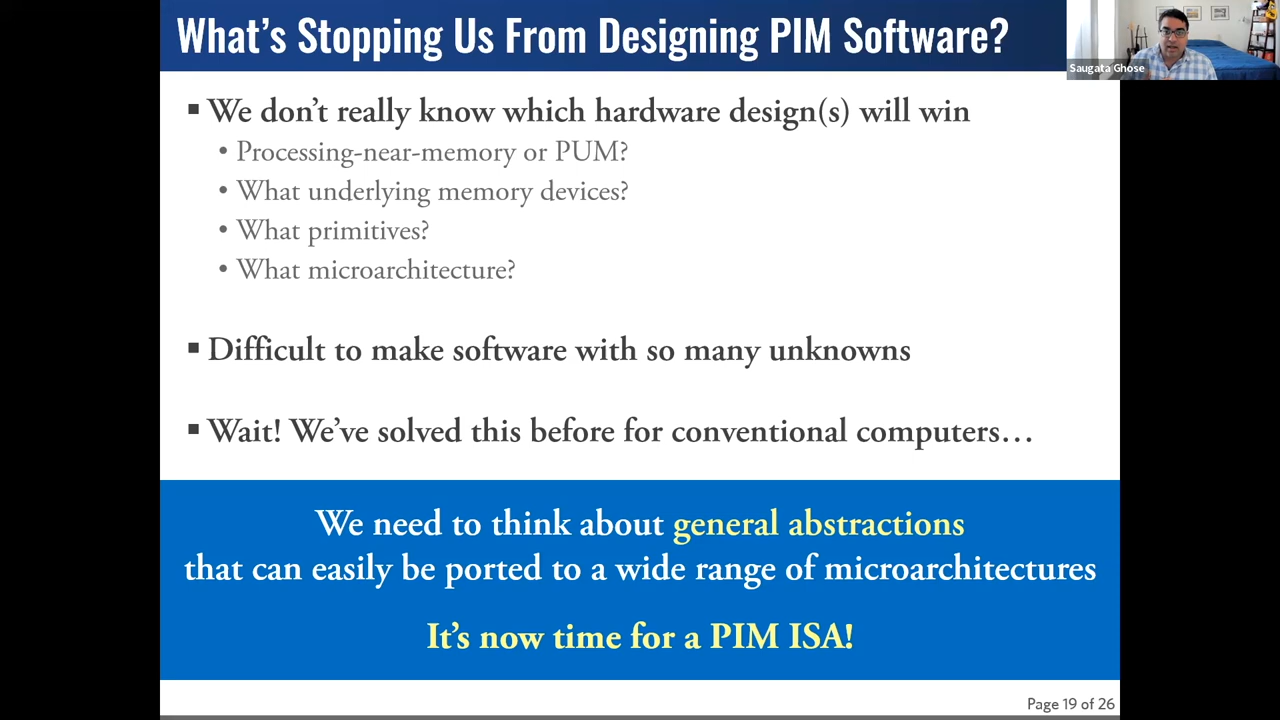 What's Stopping Us From Designing PIM Software?
Saugata Ghose
▪ We don't really know which hardware design(s) will win
• Processing-near-memory or PUM?
• What underlying memory devices?
• What primitives?
• What microarchitecture?
▪ Difficult to make software with so many unknowns
▪ Wait! We've solved this before for conventional computers…
We need to think about general abstractions
that can easily be ported to a wide range of microarchitectures
It's now time for a PIM ISA!
Page 19 of 26